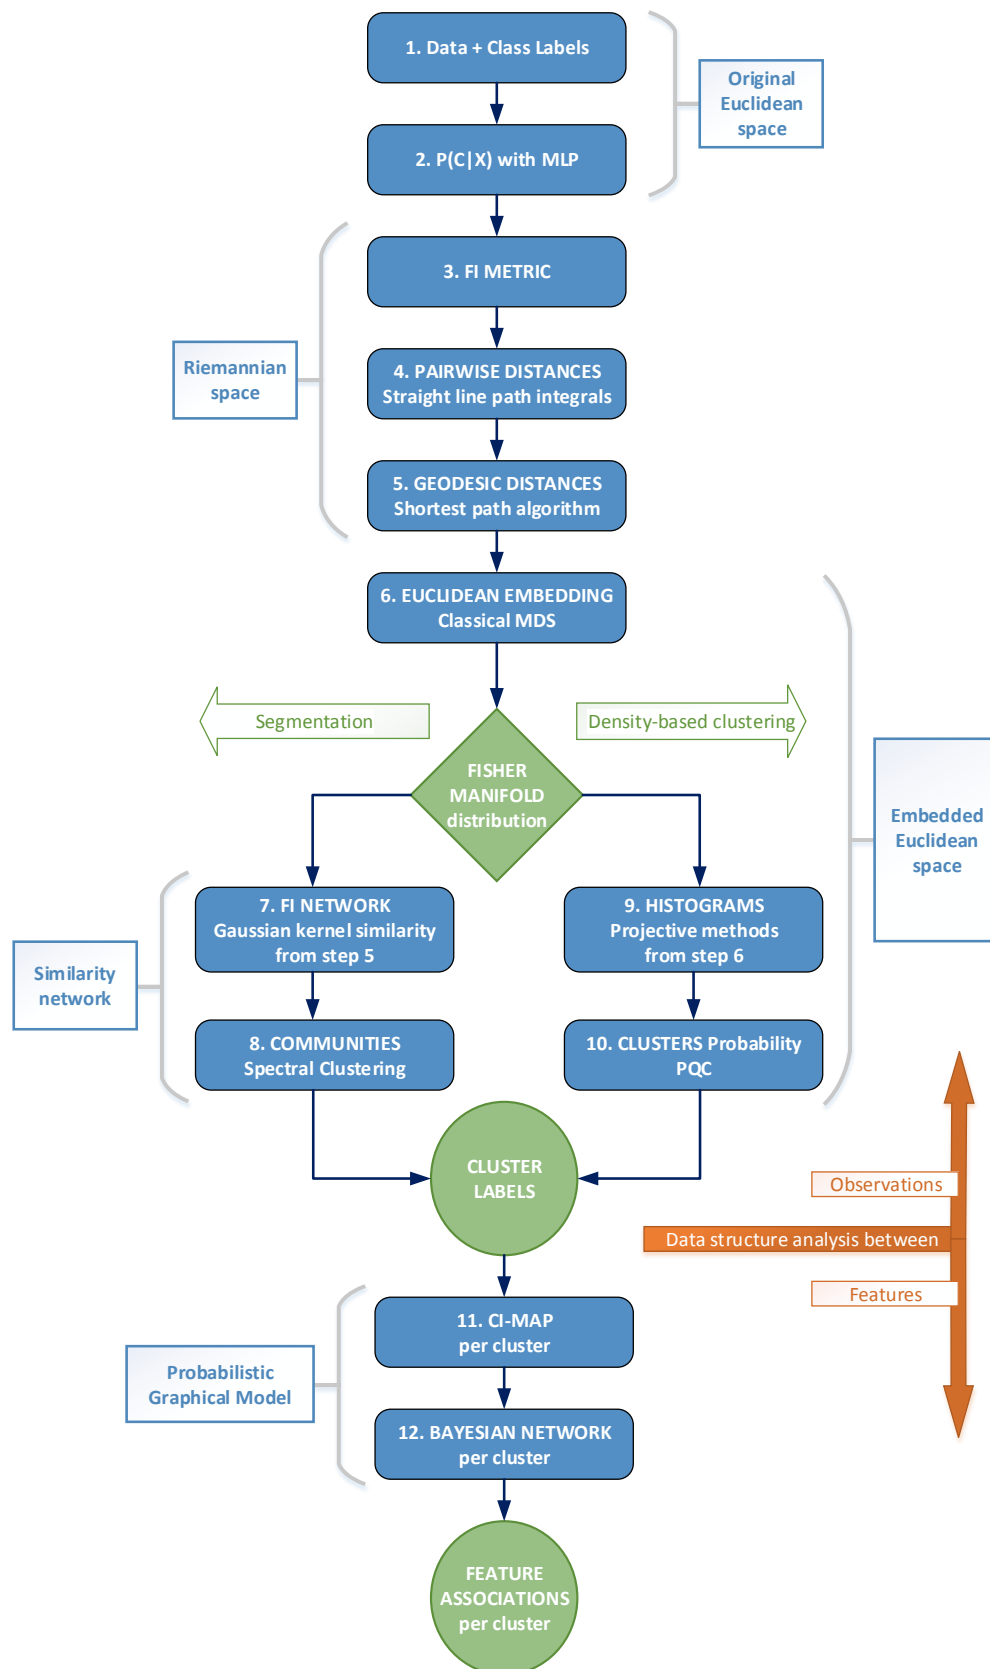 1. Data + Class Labels
Original
Euclidean
space
2. P(C|X) with MLP
3. FI METRIC
Riemannian
space
4. PAIRWISE DISTANCES
Straight line path integrals
5. GEODESIC DISTANCES
Shortest path algorithm
6. EUCLIDEAN EMBEDDING
Classical MDS
Segmentation
Density-based clustering
FISHER
MANIFOLD
distribution
Embedded
Euclidean
space
7. FI NETWORK
Gaussian kernel similarity
from step 5
9. HISTOGRAMS
Projective methods
from step 6
Similarity
network
8. COMMUNITIES
Spectral Clustering
10. CLUSTERS Probability
PQC
CLUSTER
LABELS
Observations
Data structure analysis between
Features
11. CI-MAP
per cluster
Probabilistic
Graphical Model
12. BAYESIAN NETWORK
per cluster
FEATURE
ASSOCIATIONS
per cluster